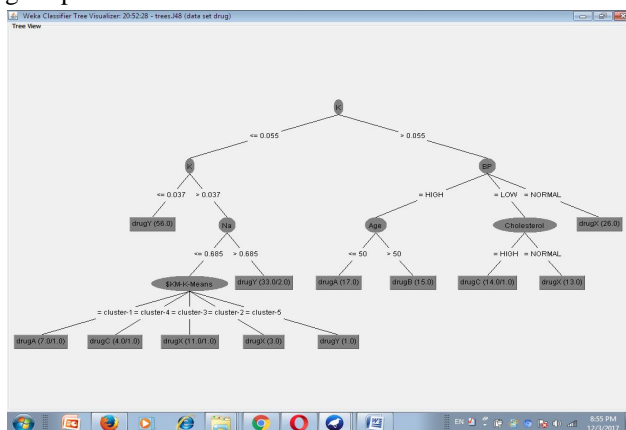 Weka Classifier Tree Visualizer: 20:52:28 - trees.J48 (data set drug)
Tree View
K
<= 0.055 > 0.055
K BP
<= 0.037 > 0.037 = HIGH = LOW = NORMAL
drugY (56.0) Na Age Cholesterol drugX (26.0)
<= 0.685 > 0.685 <= 50 > 50 = HIGH = NORMAL
$KM-K-Means drugY (33.0/2.0) drugA (17.0) drugB (15.0) drugC (14.0/1.0) drugX (13.0)
= cluster-1 = cluster-4 = cluster-3 = cluster-2 = cluster-5
drugA (7.0/1.0) drugC (4.0/1.0) drugX (11.0/1.0) drugX (3.0) drugY (1.0)
EN 8:55 PM
12/3/2017